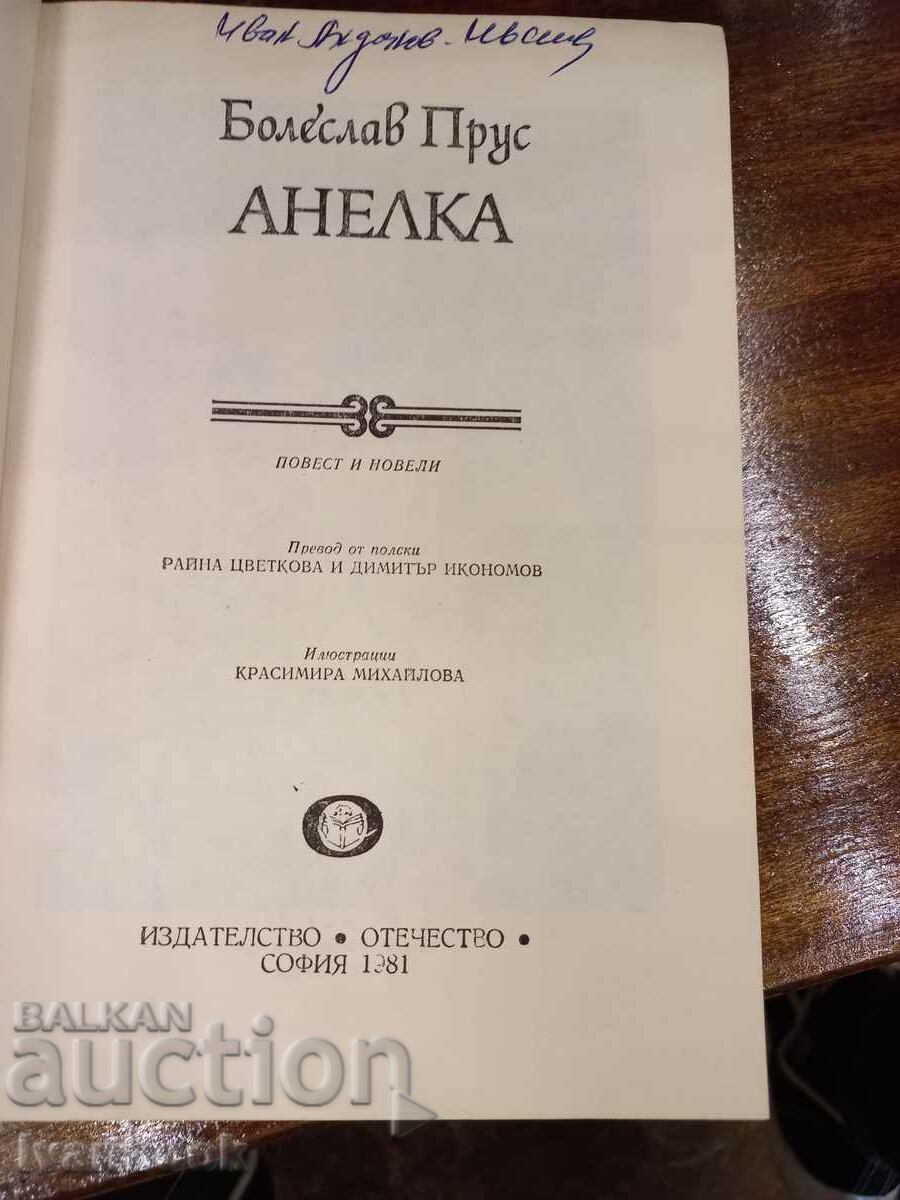 Иван
Болеслав Прус
АНЕЛКА
ПОВЕСТ И НОВЕЛИ
Превод от полски
РАЙНА ЦВЕТКОВА И ДИМИТЪР ИКОНОМОВ
Илюстрации
КРАСИМИРА МИХАЙЛОВА
ИЗДАТЕЛСТВО • ОТЕЧЕСТВО •
СОФИЯ 1981
BALKAN
auction